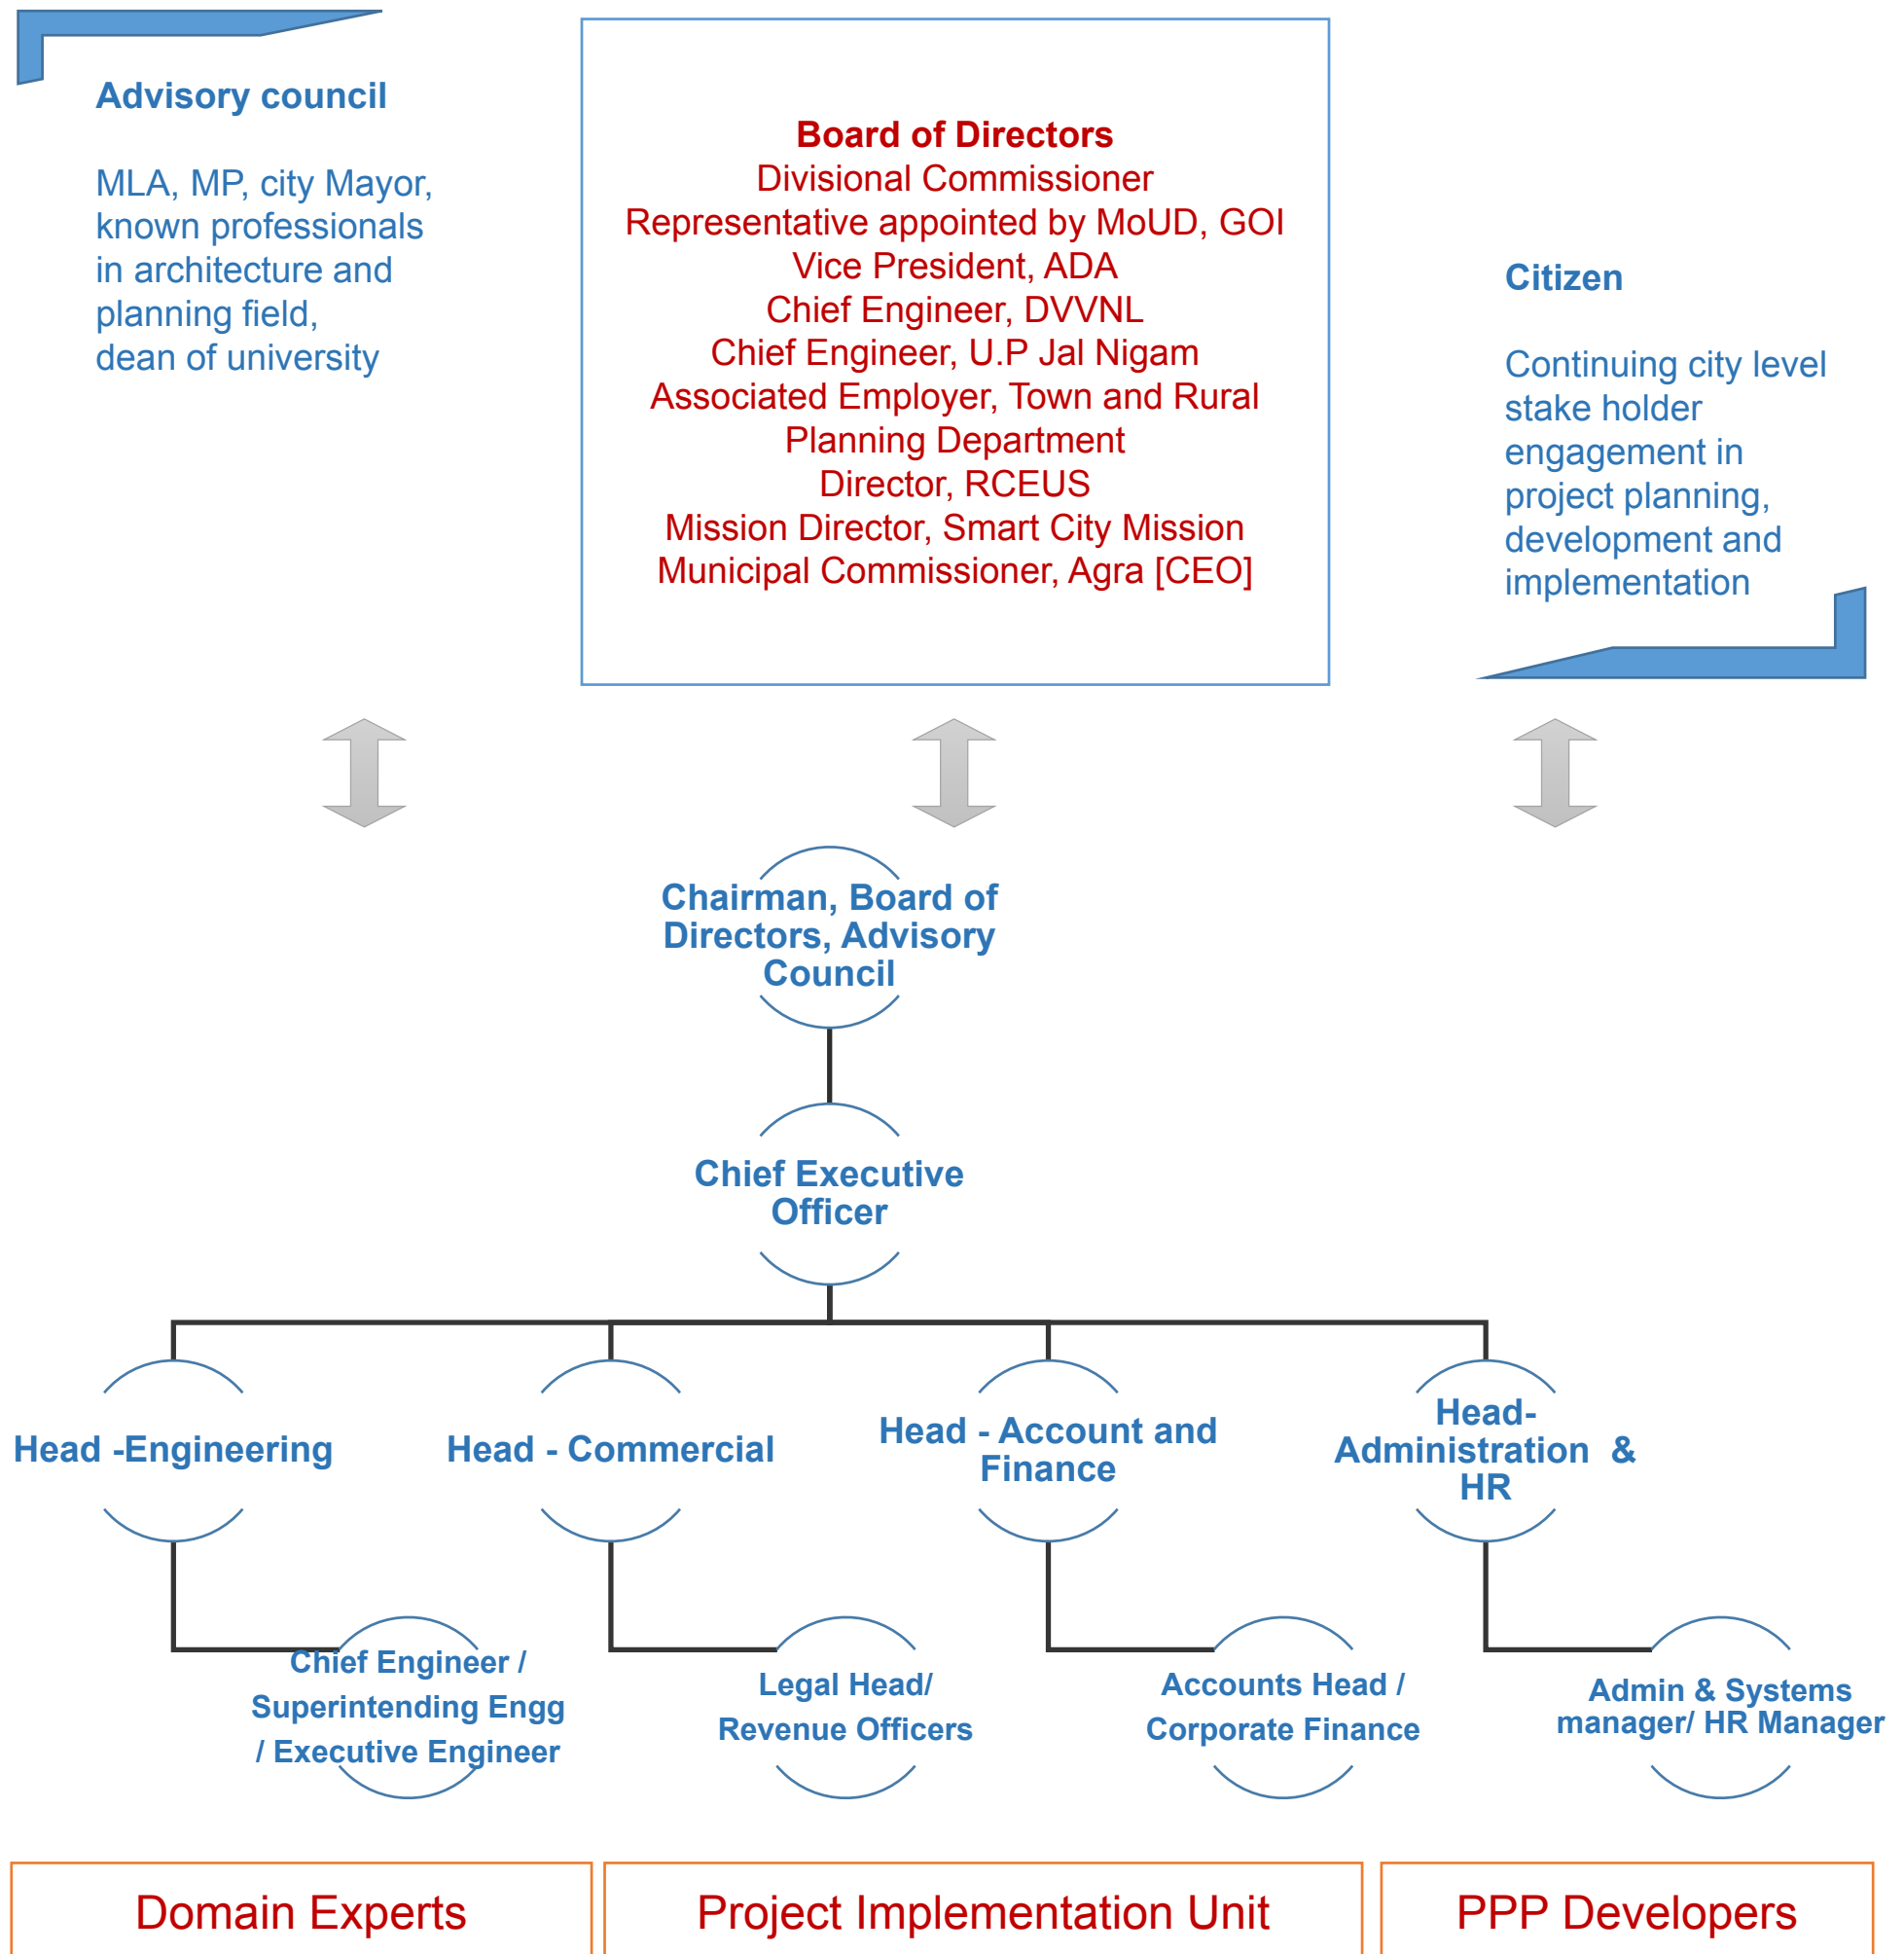 Advisory council
MLA, MP, city Mayor,
known professionals
in architecture and
planning field,
dean of university
Board of Directors
Divisional Commissioner
Representative appointed by MoUD, GOI
Vice President, ADA
Chief Engineer, DVVNL
Chief Engineer, U.P Jal Nigam
Associated Employer, Town and Rural
Planning Department
Director, RCEUS
Mission Director, Smart City Mission
Municipal Commissioner, Agra [CEO]
Citizen
Continuing city level
stake holder
engagement in
project planning,
development and
implementation
Chairman, Board of
Directors, Advisory
Council
Chief Executive
Officer
Head -Engineering
Head - Commercial
Head - Account and
Finance
Head-
Administration  &
HR
Chief Engineer /
Superintending Engg
/ Executive Engineer
Legal Head/
Revenue Officers
Accounts Head /
Corporate Finance
Admin & Systems
manager/ HR Manager
Domain Experts
Project Implementation Unit
PPP Developers